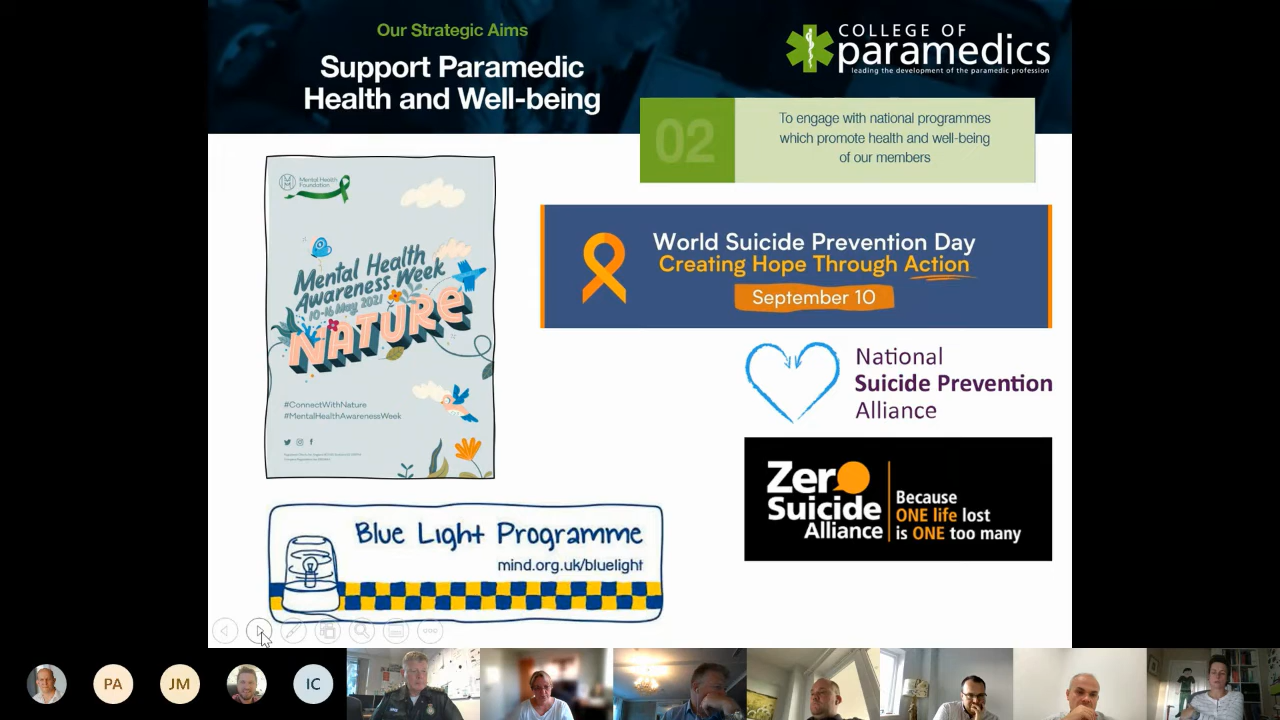 Our Strategic Aims
Support Paramedic
Health and Well-being
COLLEGE OF
paramedics
leading the development of the paramedic profession
02
To engage with national programmes
which promote health and well-being
of our members
Mental Health
Foundation
Mental Health
Awareness Week
10-16 May 2021
NATURE
#ConnectWithNature
#MentalHealthAwarenessWeek
World Suicide Prevention Day
Creating Hope Through Action
September 10
National
Suicide Prevention
Alliance
Zero
Suicide
Alliance
Because
ONE life lost
is ONE too many
Blue Light Programme
mind.org.uk/bluelight
PA
JM
IC